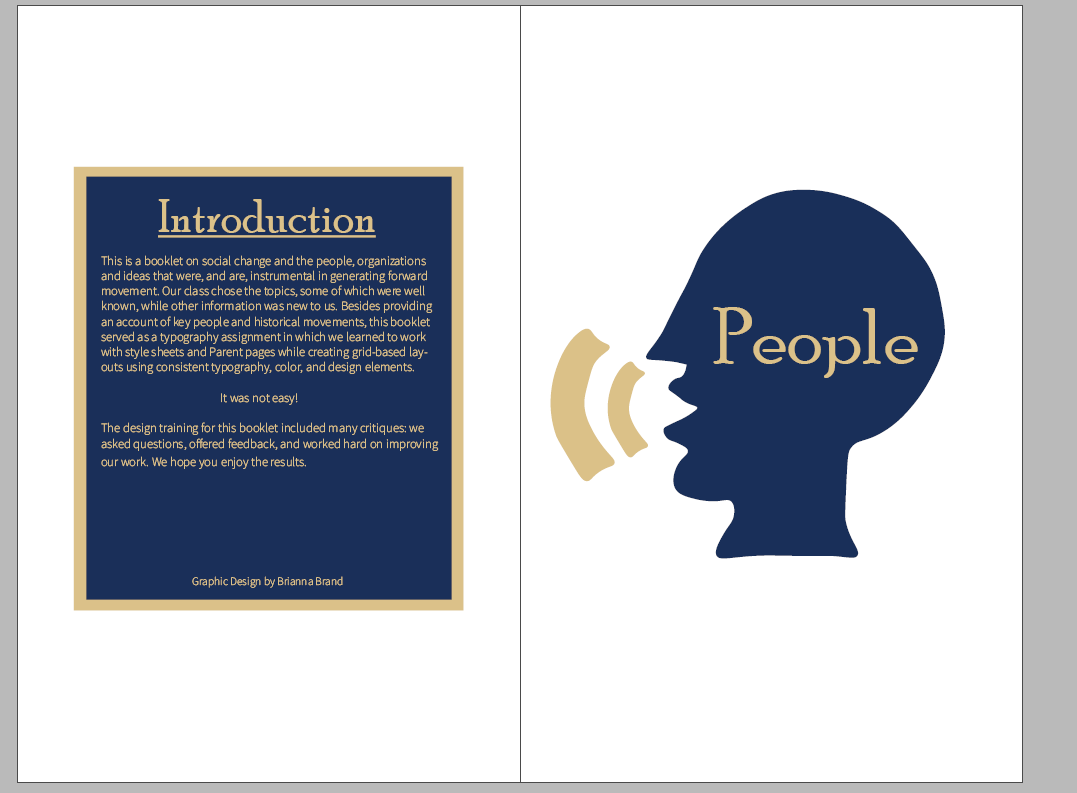 Introduction
This is a booklet on social change and the people, organizations
and ideas that were, and are, instrumental in generating forward
movement. Our class chose the topics, some of which were well
known, while other information was new to us. Besides providing
an account of key people and historical movements, this booklet
served as a typography assignment in which we learned to work
with style sheets and Parent pages while creating grid-based lay-
outs using consistent typography, color, and design elements.
It was not easy!
The design training for this booklet included many critiques: we
asked questions, offered feedback, and worked hard on improving
our work. We hope you enjoy the results.
Graphic Design by Brianna Brand
People